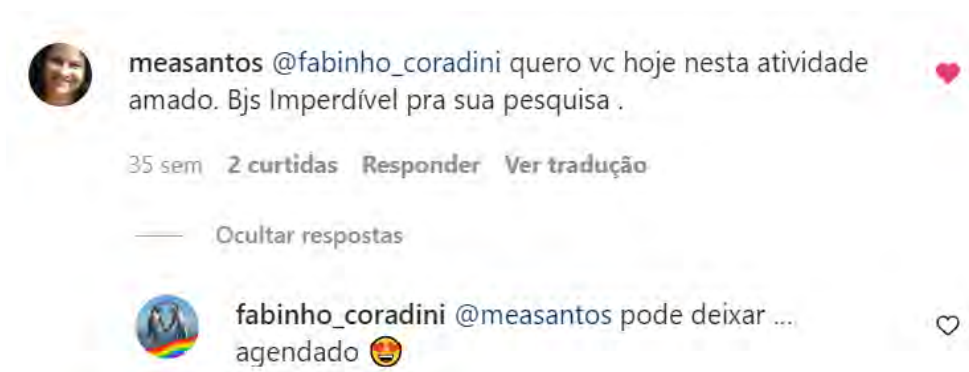 measantos @fabinho_coradini quero vc hoje nesta atividade
amado. Bjs Imperdível pra sua pesquisa .
35 sem 2 curtidas Responder Ver tradução
Ocultar respostas
fabinho_coradini @measantos pode deixar ...
agendado 😍